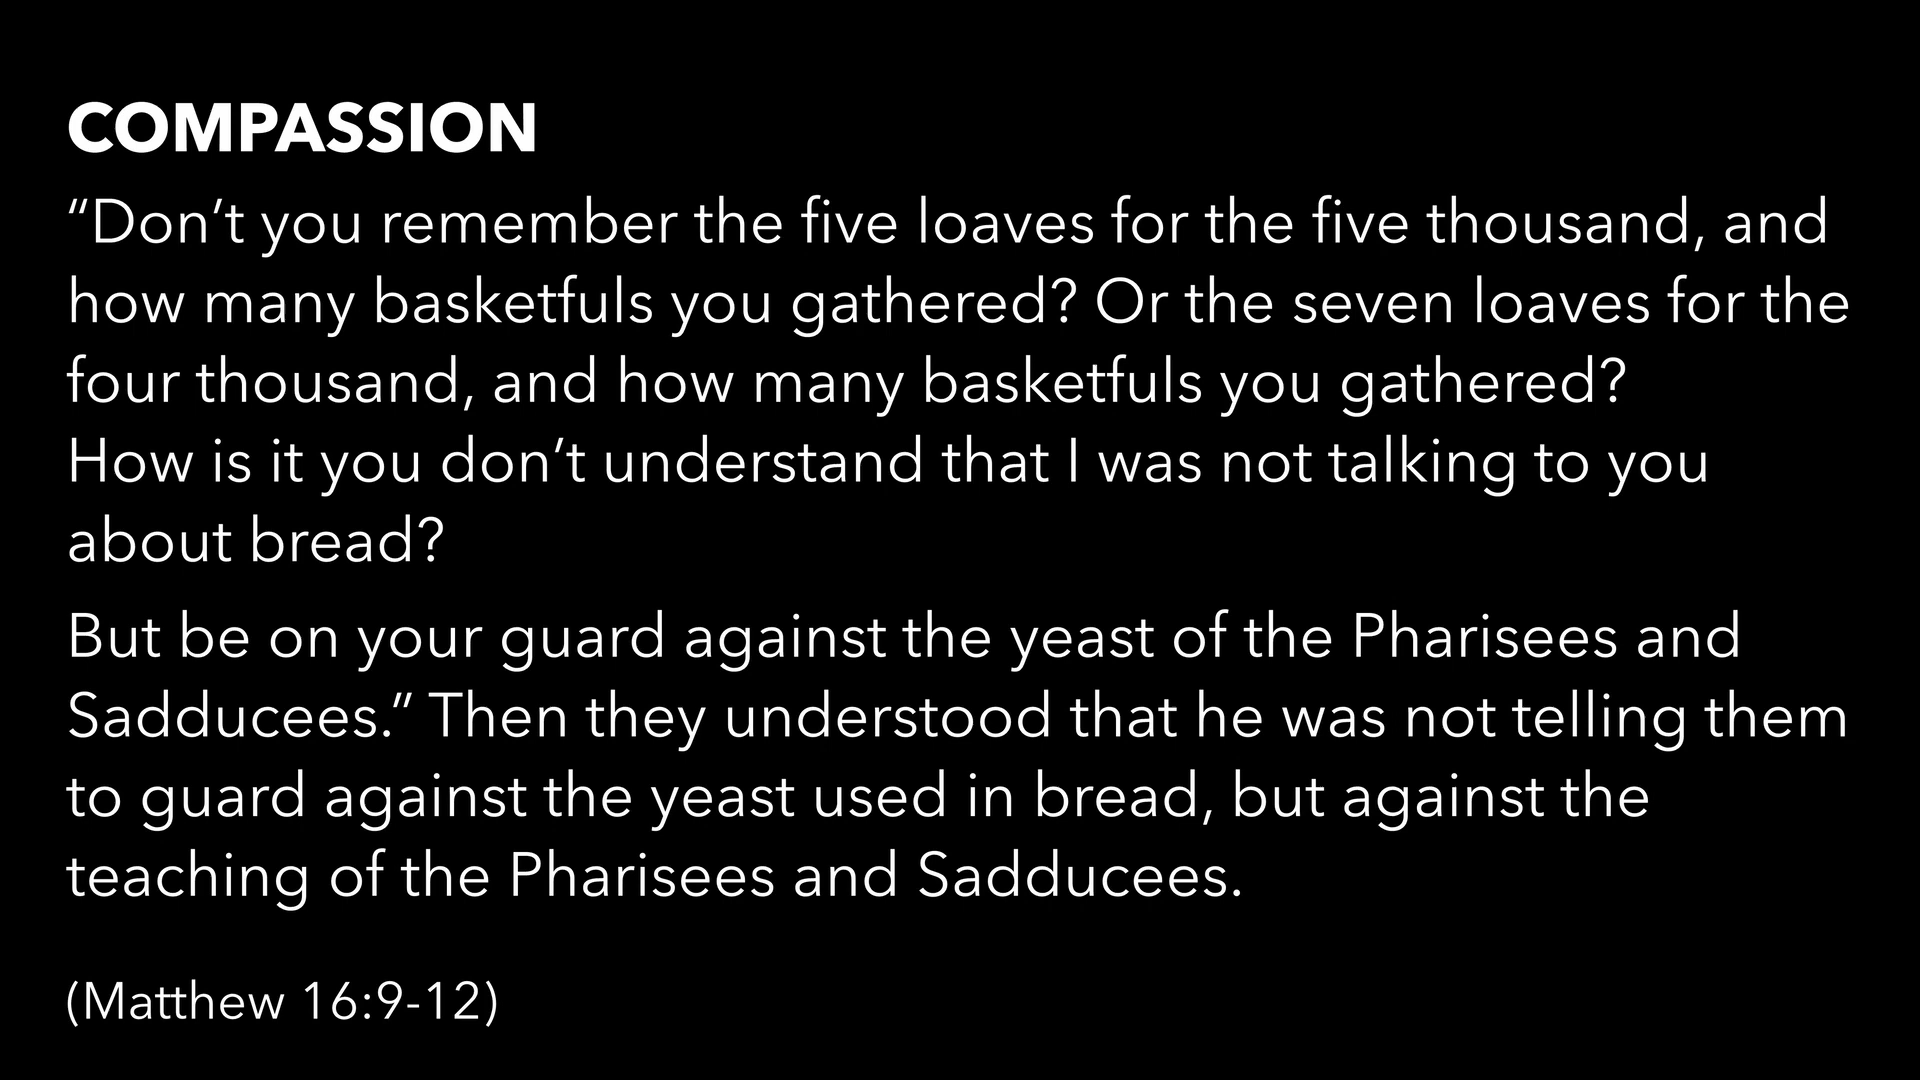 COMPASSION
“Don’t you remember the five loaves for the five thousand, and
how many basketfuls you gathered? Or the seven loaves for the
four thousand, and how many basketfuls you gathered?
How is it you don’t understand that I was not talking to you
about bread?
But be on your guard against the yeast of the Pharisees and
Sadducees.” Then they understood that he was not telling them
to guard against the yeast used in bread, but against the
teaching of the Pharisees and Sadducees.
(Matthew 16:9-12)